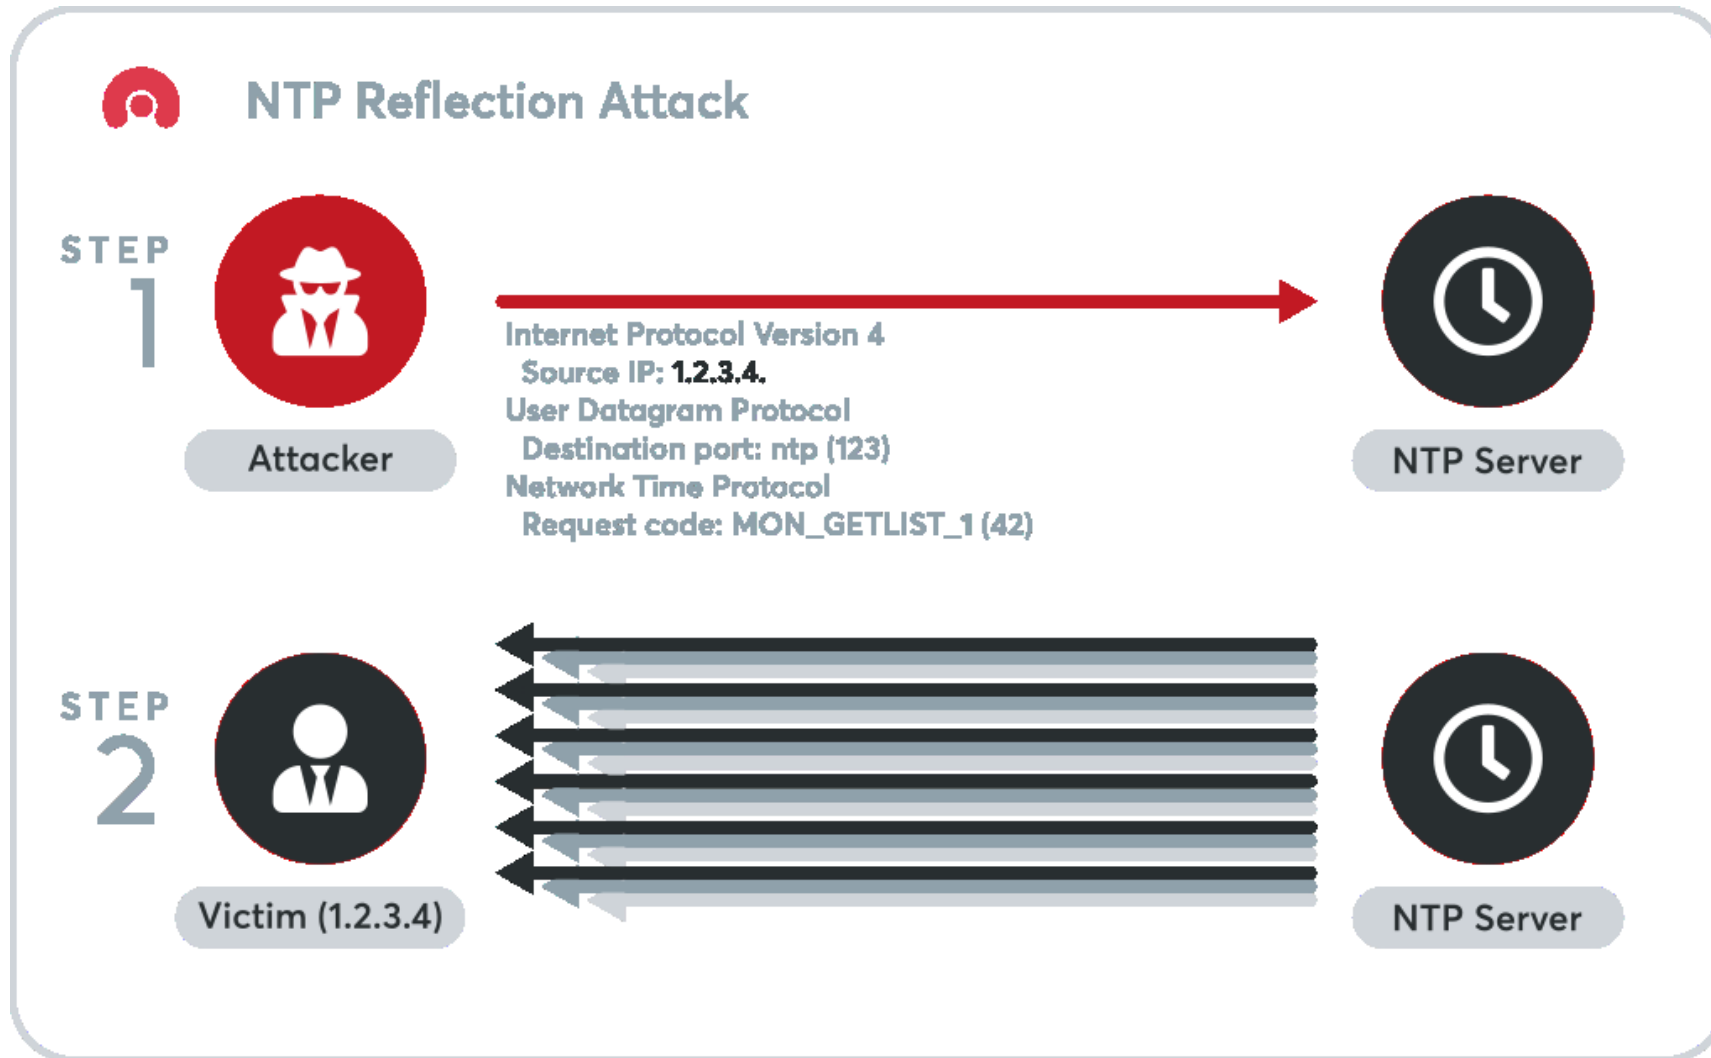 NTP Reflection Attack
STEP
1
Attacker
Internet Protocol Version 4
Source IP: 1.2.3.4.
User Datagram Protocol
Destination port: ntp (123)
Network Time Protocol
Request code: MON_GETLIST_1 (42)
NTP Server
STEP
2
Victim (1.2.3.4)
NTP Server